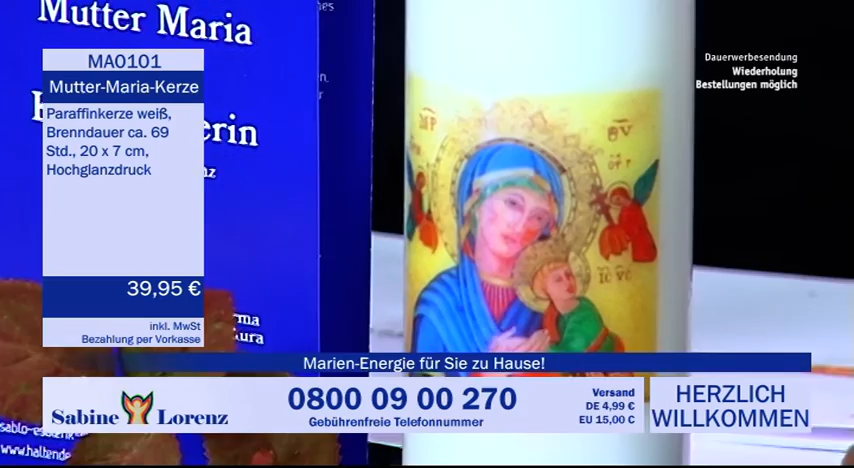 Mutter Maria
MA0101
Mutter-Maria-Kerze
Paraffinkerze weiß,
Brenndauer ca. 69
Std., 20 x 7 cm,
Hochglanzdruck
39,95 €
inkl. MwSt
Bezahlung per Vorkasse
Dauerwerbesendung
Wiederholung
Bestellungen möglich
Marien-Energie für Sie zu Hause!
Sabine Lorenz
0800 09 00 270
Gebührenfreie Telefonnummer
Versand
DE 4,99 €
EU 15,00 €
HERZLICH
WILLKOMMEN